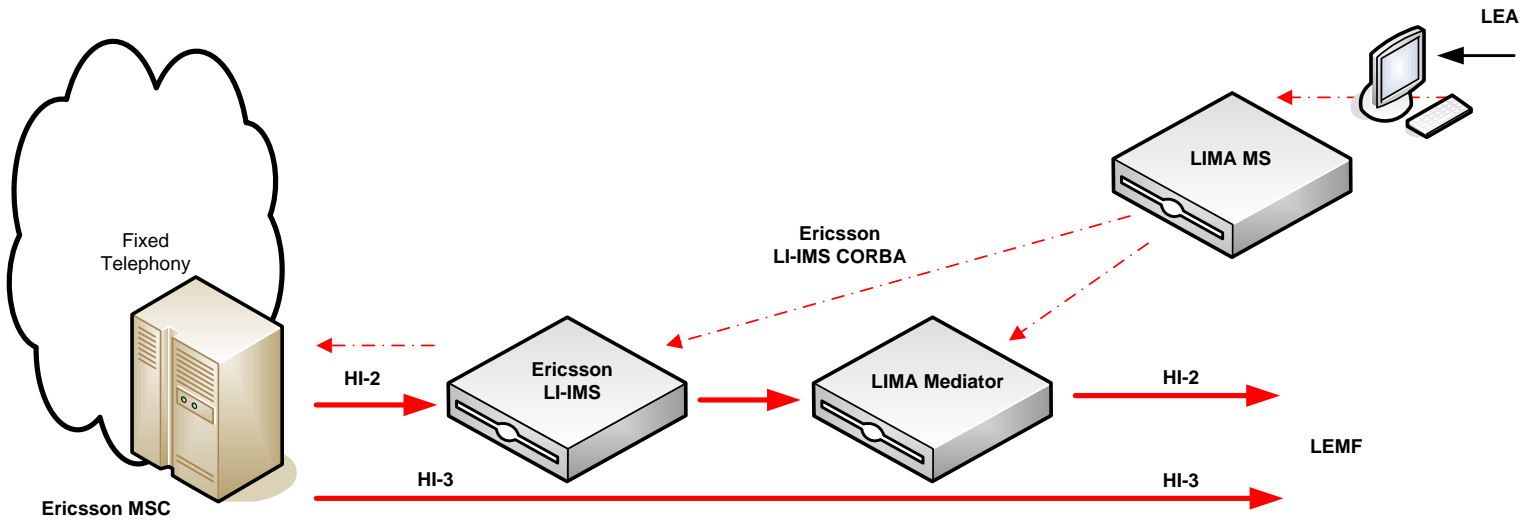 LEA
LIMA MS
Ericsson
LI-IMS CORBA
Fixed
Telephony
Ericsson
LI-IMS
LIMA Mediator
HI-2
HI-2
LEMF
HI-3
HI-3
Ericsson MSC